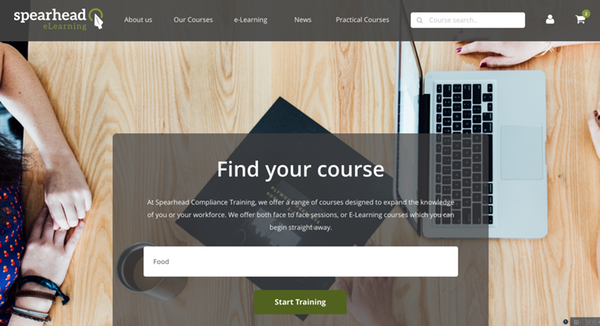 spearhead
eLearning
About us
Our Courses
e-Learning
News
Practical Courses
Course search...
Find your course
At Spearhead Compliance Training, we offer a range of courses designed to expand the knowledge
of you or your workforce. We offer both face to face sessions, or E-Learning courses which you can
begin straight away.
Food
Start Training